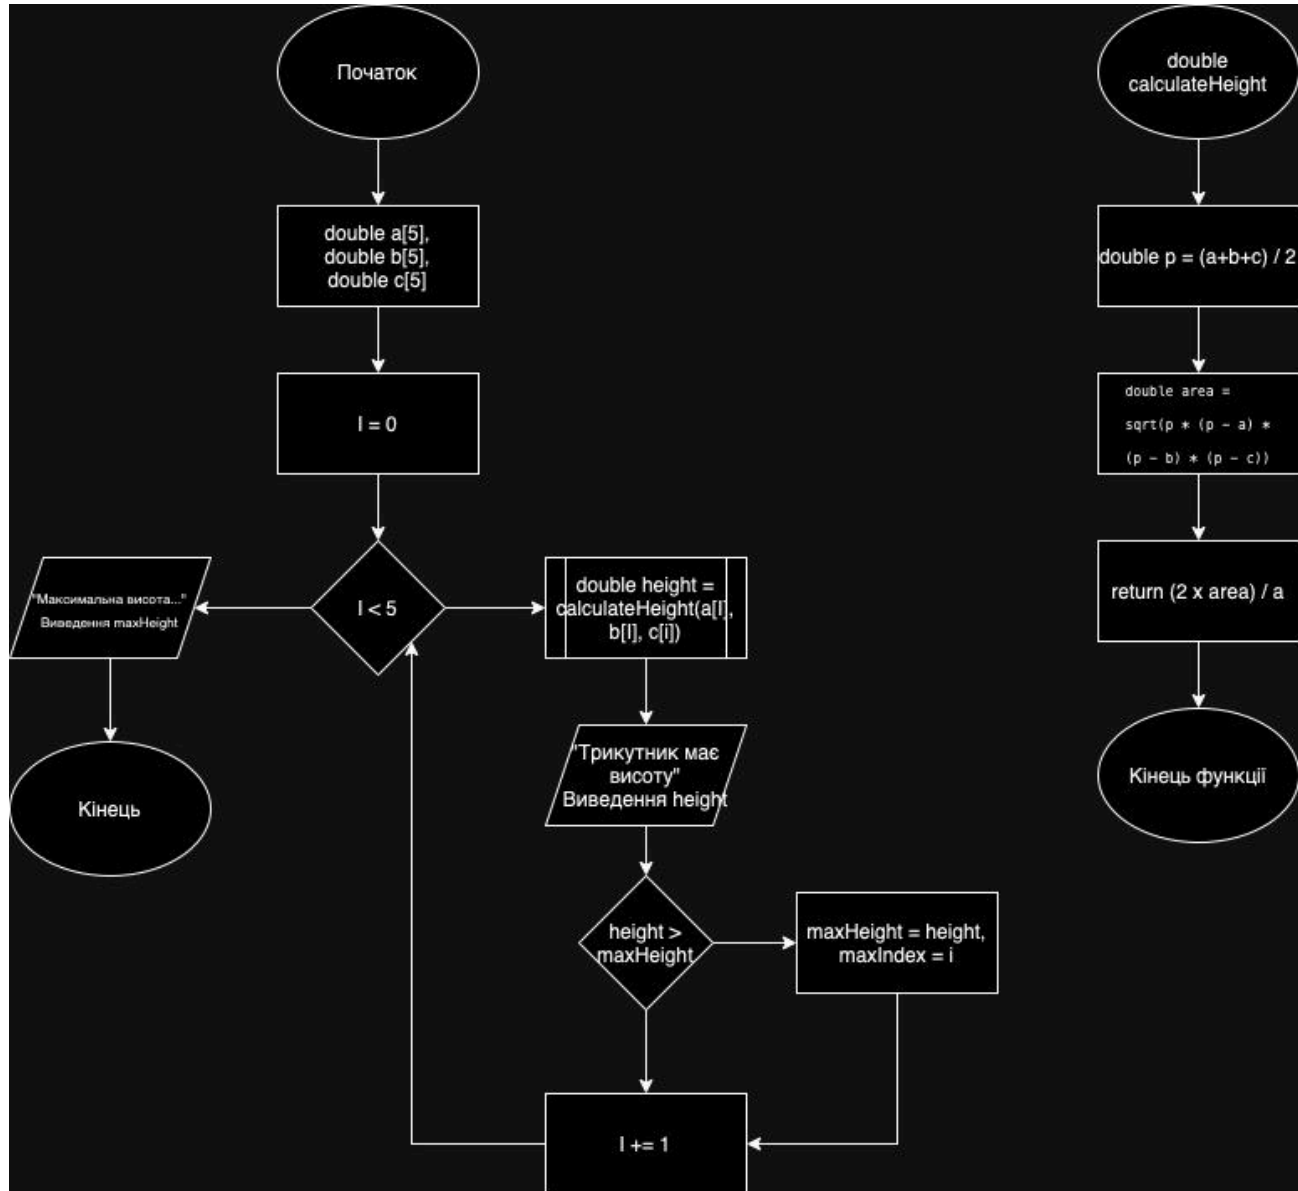 Початок
double a[5],
double b[5],
double c[5]
I = 0
I < 5
"Максимальна висота..."
Виведення maxHeight
Кінець
double height =
calculateHeight(a[I],
b[I], c[i])
"Трикутник має
висоту"
Виведення height
height >
maxHeight
maxHeight = height,
maxIndex = i
I += 1
double
calculateHeight
double p = (a+b+c) / 2
double area =
sqrt(p * (p − a) *
(p − b) * (p − c))
return (2 x area) / a
Кінець функції